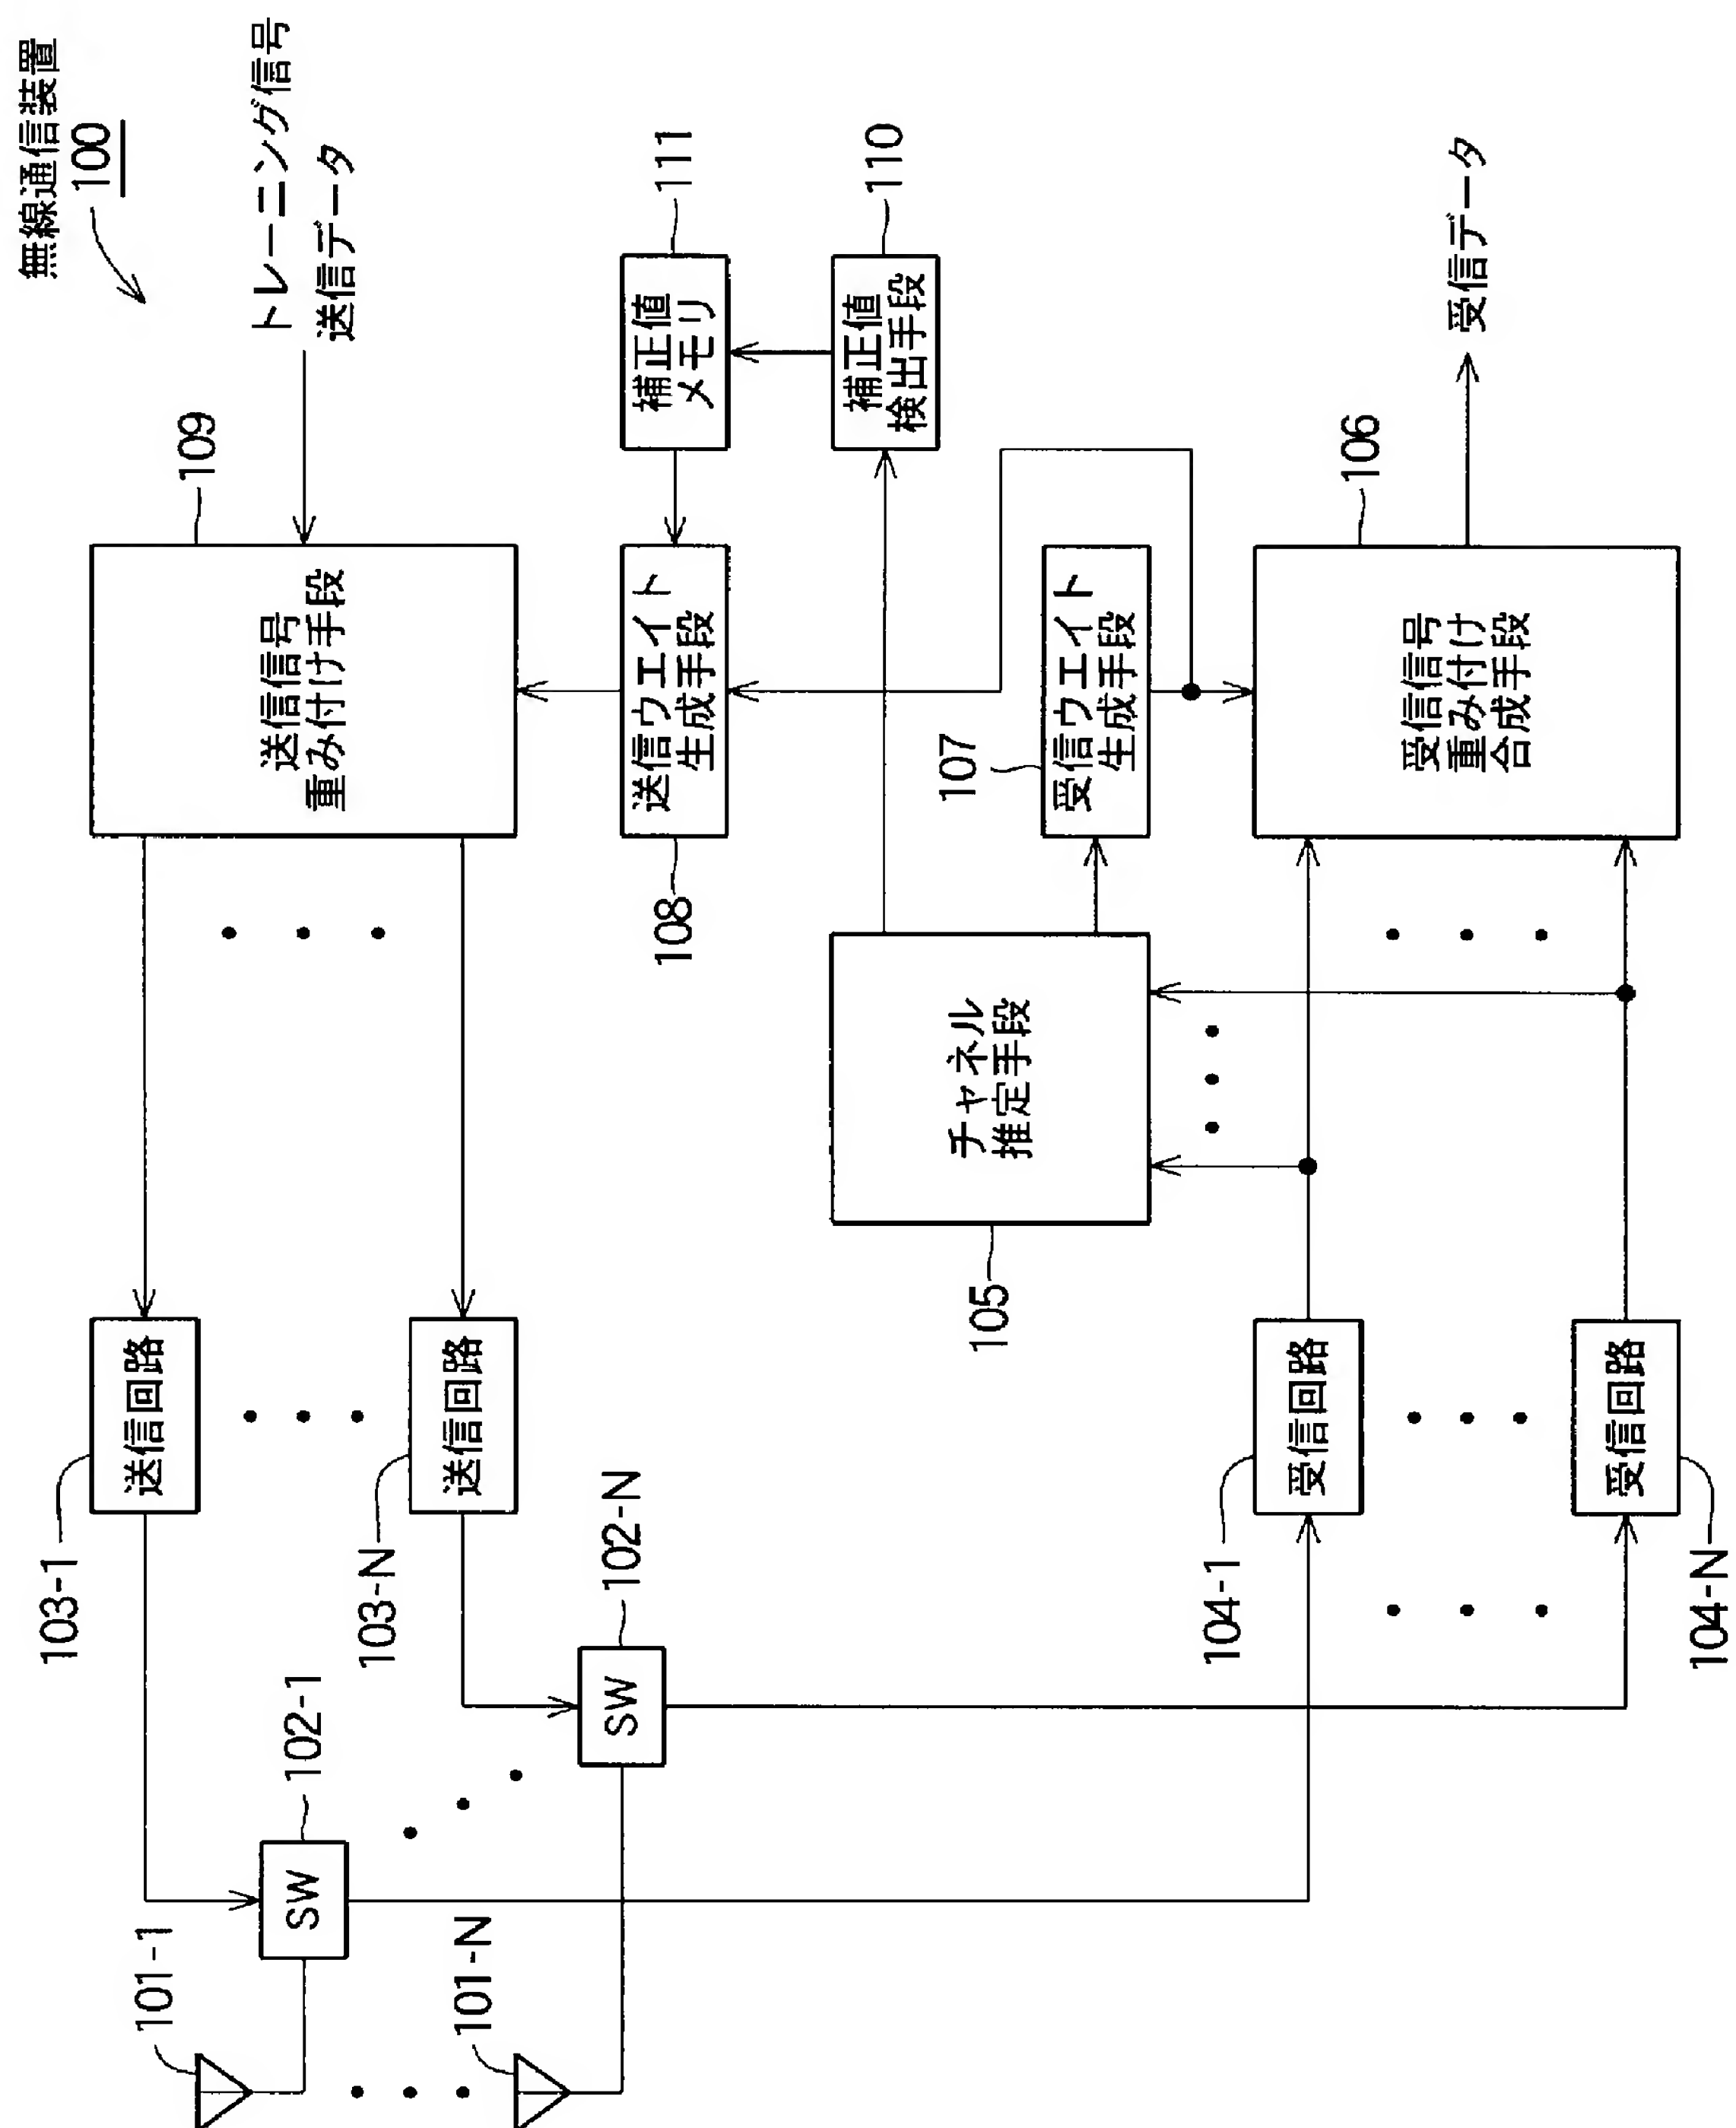 無線通信装置
100
トレーニング信号
送信データ
109
送信信号
重み付け手段
103-1
送信回路
103-N
送信回路
111
補正値
メモリ
108
送信ウエイト
生成手段
102-1
SW
102-N
SW
101-1
101-N
110
補正値
検出手段
105
チャネル
推定手段
107
受信ウエイト
生成手段
106
受信信号
重み付け
合成手段
受信データ
104-1
受信回路
104-N
受信回路